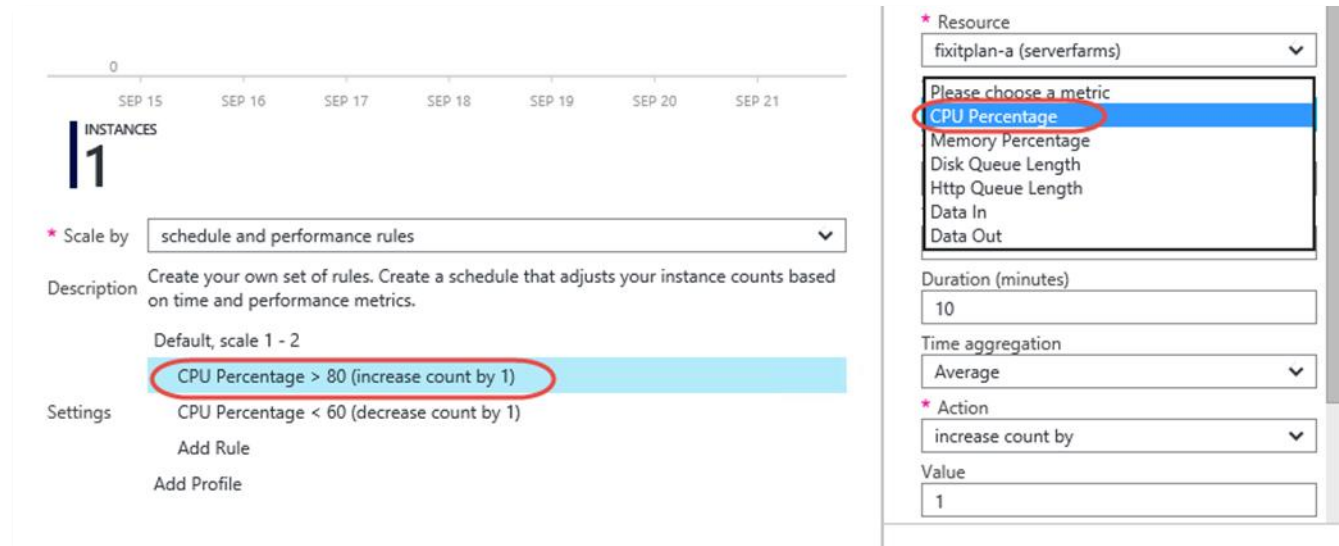 0
SEP 15 SEP 16 SEP 17 SEP 18 SEP 19 SEP 20 SEP 21
INSTANCES
1
* Scale by schedule and performance rules
Description Create your own set of rules. Create a schedule that adjusts your instance counts based
on time and performance metrics.
Default, scale 1 - 2
CPU Percentage > 80 (increase count by 1)
Settings CPU Percentage < 60 (decrease count by 1)
Add Rule
Add Profile
* Resource
fixitplan-a (serverfarms)
Please choose a metric
CPU Percentage
Memory Percentage
Disk Queue Length
Http Queue Length
Data In
Data Out
Duration (minutes)
10
Time aggregation
Average
* Action
increase count by
Value
1